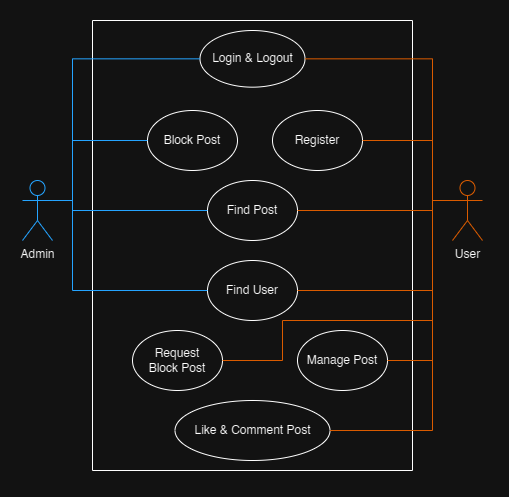 Login & Logout
Block Post
Register
Find Post
Admin
User
Find User
Request
Block Post
Manage Post
Like & Comment Post